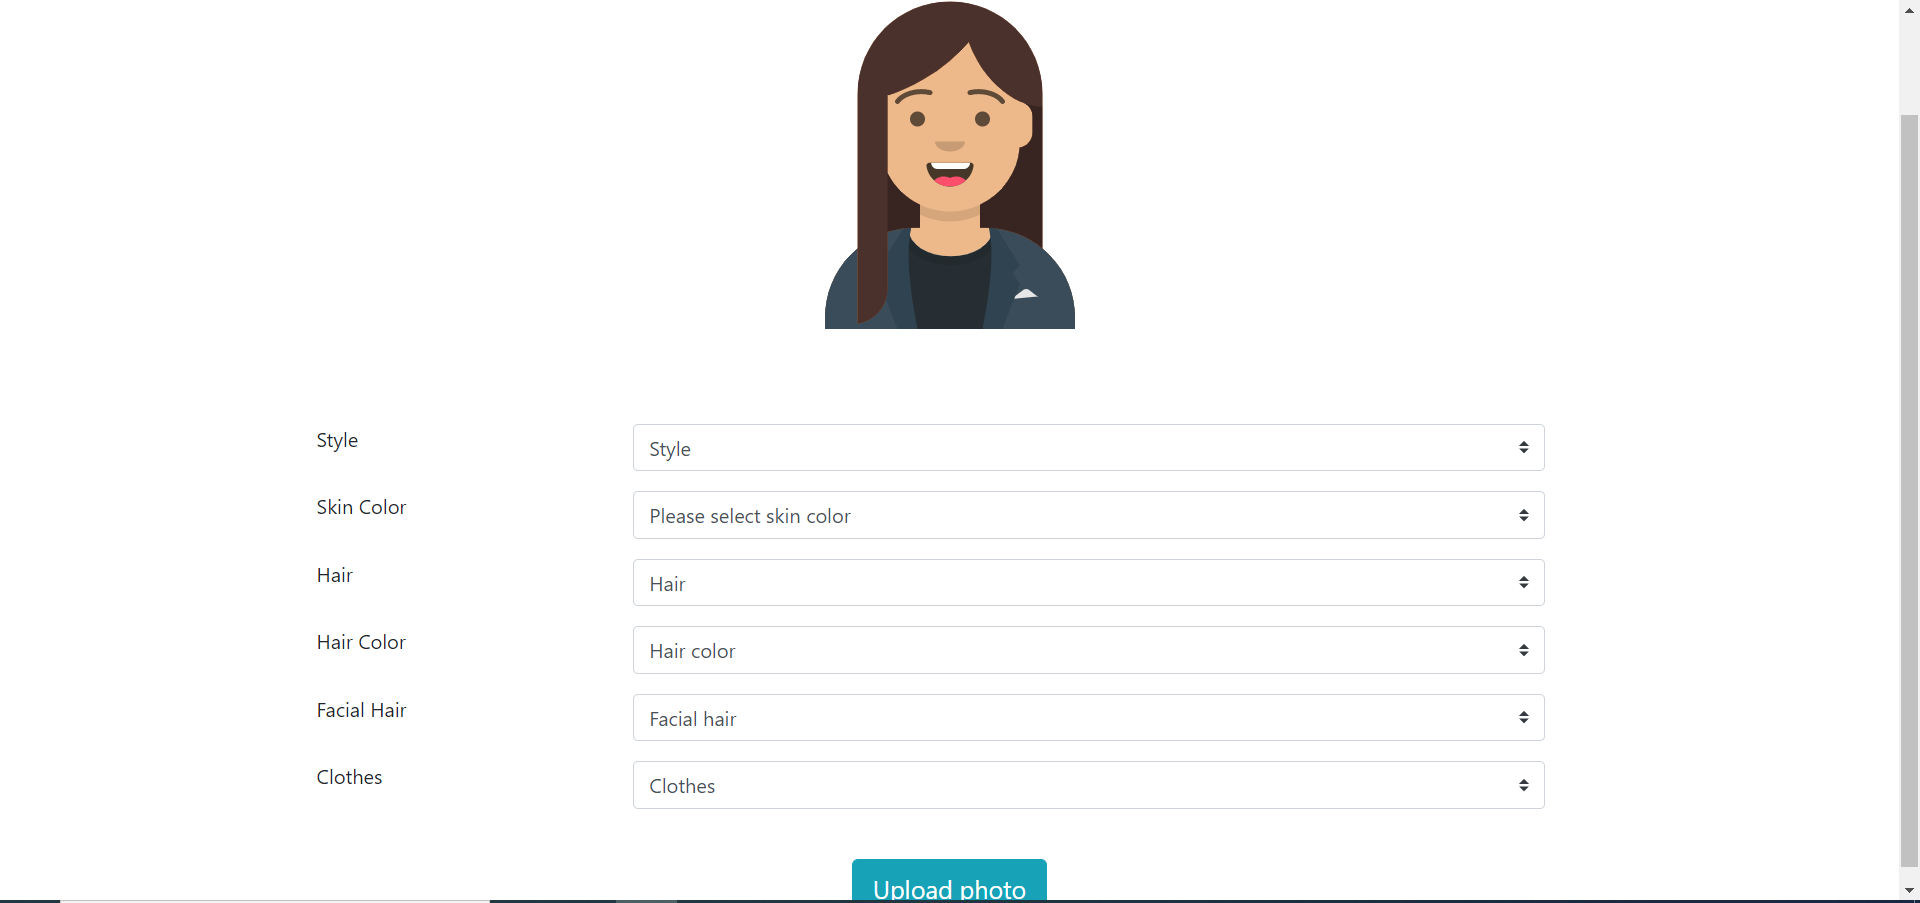 Style
Style
Skin Color
Please select skin color
Hair
Hair
Hair Color
Hair color
Facial Hair
Facial hair
Clothes
Clothes
Upload photo